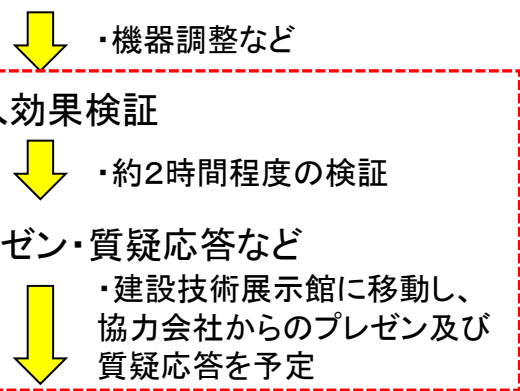 ・機器調整など
効果検証
・約2時間程度の検証
ゼン・質疑応答など
・建設技術展示館に移動し、
協力会社からのプレゼン及び
質疑応答を予定